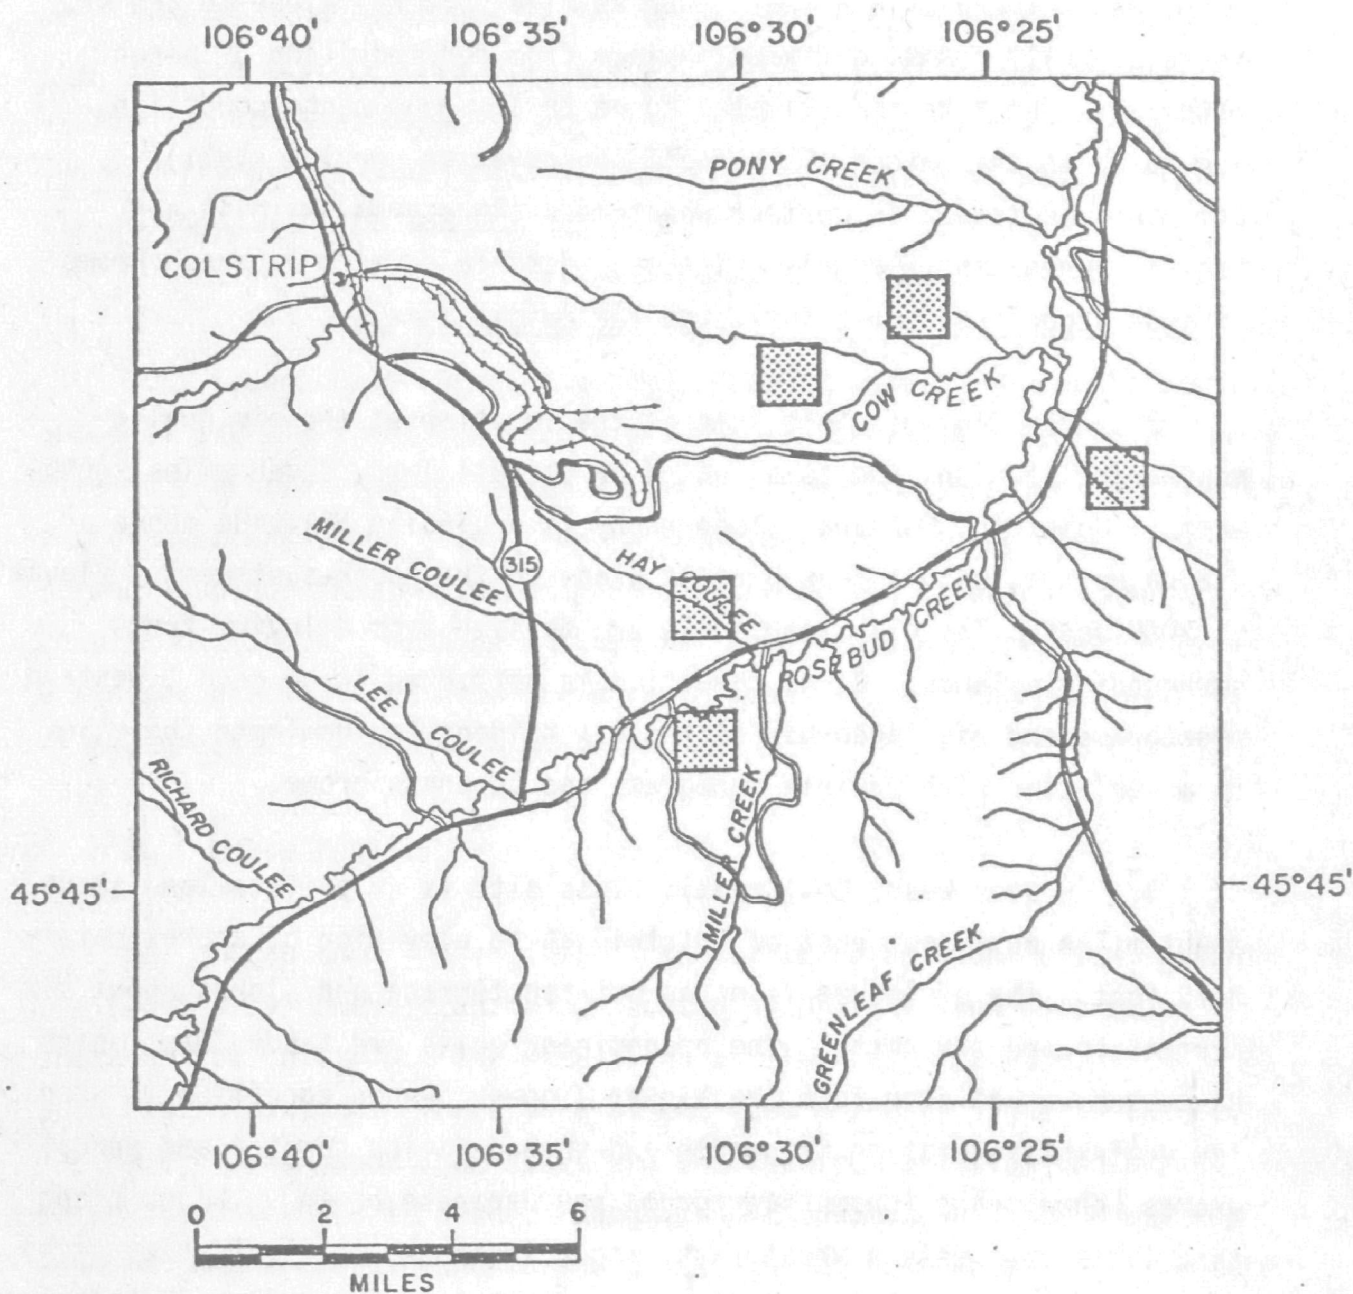 106°40' 106°35' 106°30' 106°25'
PONY CREEK
COLSTRIP
COW CREEK
MILLER COULEE
315
HAY COULEE
ROSEBUD CREEK
LEE COULEE
RICHARD COULEE
MILLER CREEK
45°45' 45°45'
GREENLEAF CREEK
106°40' 106°35' 106°30' 106°25'
0 2 4 6
MILES